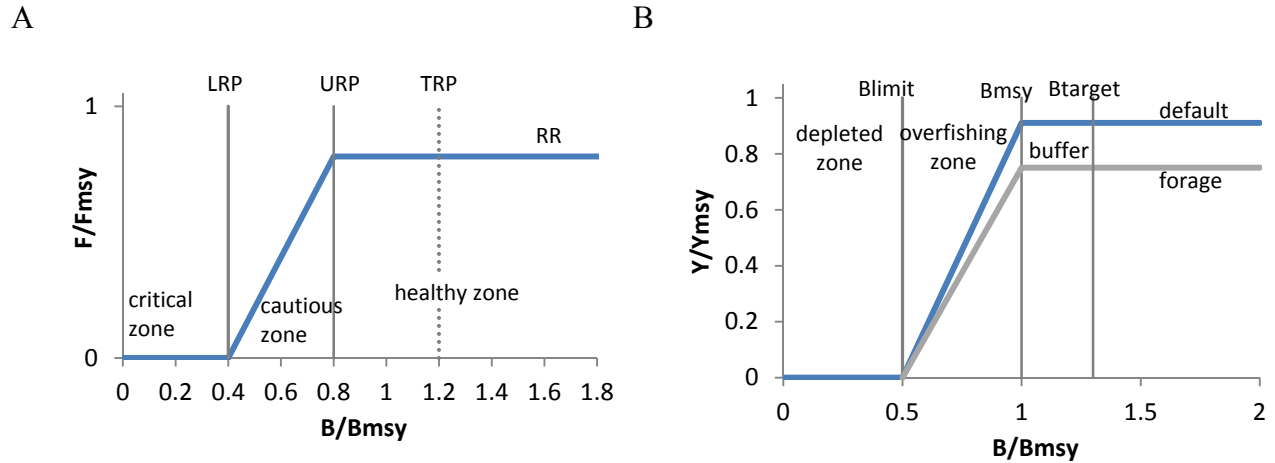 A
LRP
URP
TRP
1
RR
F/Fmsy
critical
zone
cautious
zone
healthy zone
0
0 0.2 0.4 0.6 0.8 1 1.2 1.4 1.6 1.8
B/Bmsy
B
Blimit
Bmsy
Btarget
1
default
depleted
zone
overfishing
zone
buffer
0.8
forage
0.6
Y/Ymsy
0.4
0.2
0
0 0.5 1 1.5 2
B/Bmsy